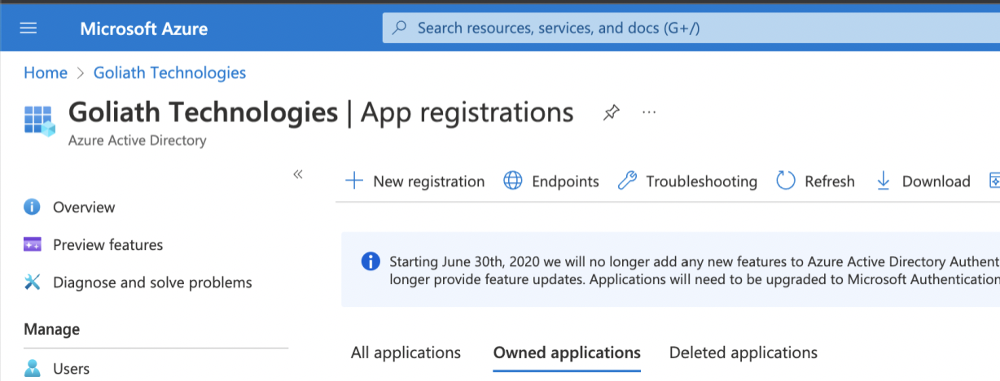 Microsoft Azure
Search resources, services, and docs (G+/)
Home > Goliath Technologies
Goliath Technologies | App registrations
Azure Active Directory
New registration Endpoints Troubleshooting Refresh Download
Overview
Preview features
Diagnose and solve problems
Manage
Users
Starting June 30th, 2020 we will no longer add any new features to Azure Active Directory Authent
longer provide feature updates. Applications will need to be upgraded to Microsoft Authentication
All applications Owned applications Deleted applications